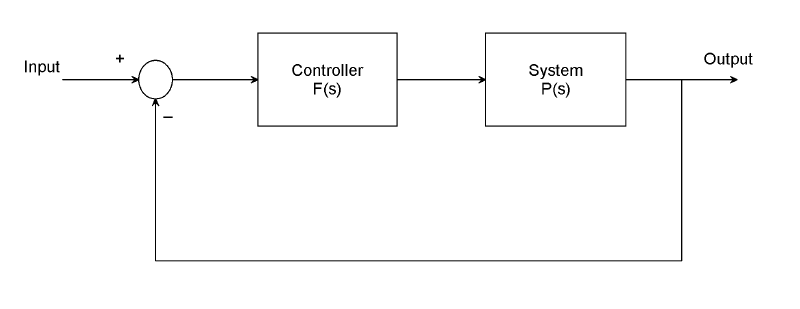 Input
+
Controller
F(s)
System
P(s)
Output
–